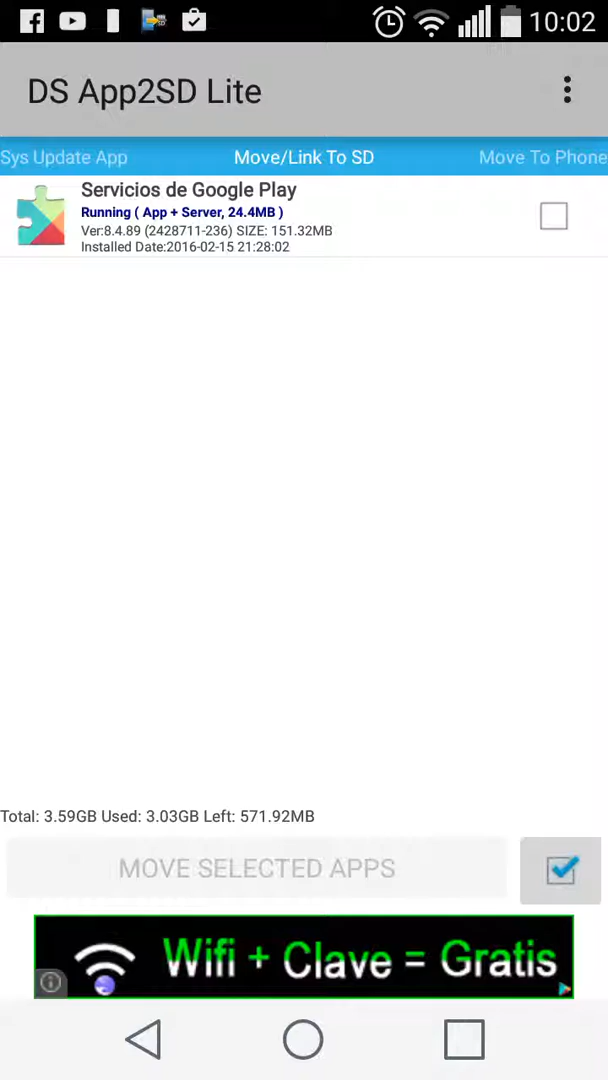 10:02
DS App2SD Lite
Sys Update App Move/Link To SD Move To Phone
Servicios de Google Play
Running ( App + Server, 24.4MB )
Ver:8.4.89 (2428711-236) SIZE: 151.32MB
Installed Date:2016-02-15 21:28:02
Total: 3.59GB Used: 3.03GB Left: 571.92MB
MOVE SELECTED APPS
Wifi + Clave = Gratis